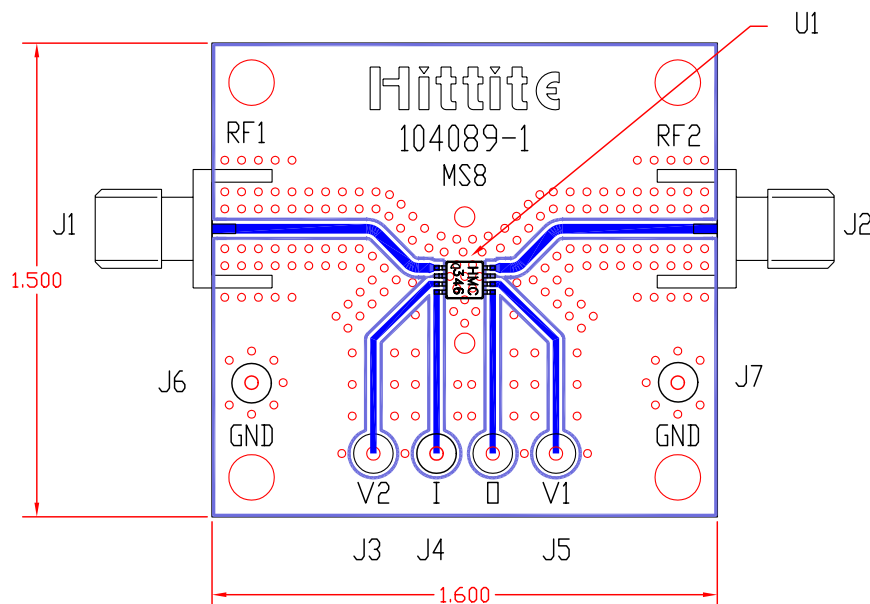 U1
Hittite
104089-1
MS8
RF1
RF2
J1
J2
HMC
G346
1.500
J6
J7
GND
GND
V2 I O V1
J3 J4 J5
1.600